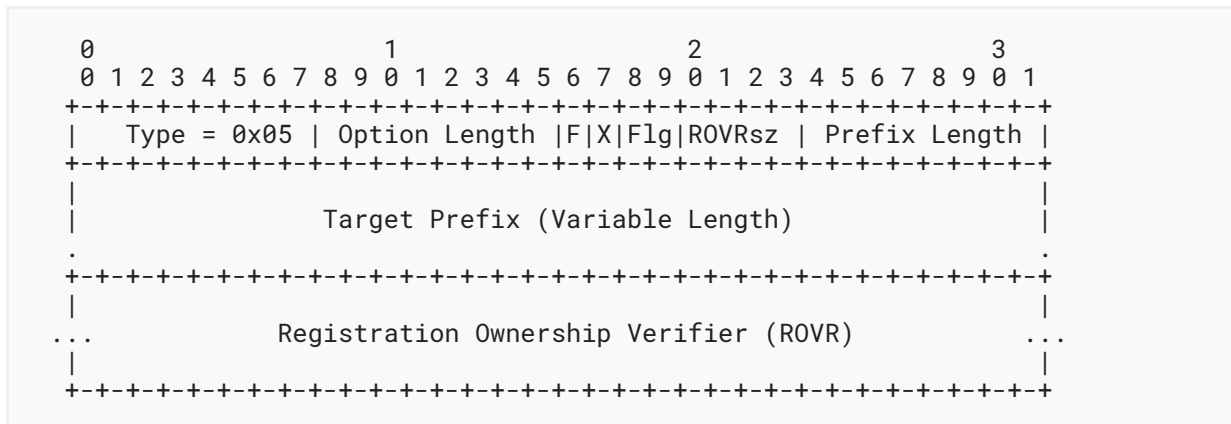 0                   1                   2                   3
0 1 2 3 4 5 6 7 8 9 0 1 2 3 4 5 6 7 8 9 0 1 2 3 4 5 6 7 8 9 0 1
+-+-+-+-+-+-+-+-+-+-+-+-+-+-+-+-+-+-+-+-+-+-+-+-+-+-+-+-+-+-+-+-+
|   Type = 0x05 | Option Length |F|X|Flg|ROVRsz | Prefix Length |
+-+-+-+-+-+-+-+-+-+-+-+-+-+-+-+-+-+-+-+-+-+-+-+-+-+-+-+-+-+-+-+-+
|                                                               |
|                Target Prefix (Variable Length)                |
.                                                               .
+-+-+-+-+-+-+-+-+-+-+-+-+-+-+-+-+-+-+-+-+-+-+-+-+-+-+-+-+-+-+-+-+
|                                                               |
...            Registration Ownership Verifier (ROVR)           ...
|                                                               |
+-+-+-+-+-+-+-+-+-+-+-+-+-+-+-+-+-+-+-+-+-+-+-+-+-+-+-+-+-+-+-+-+